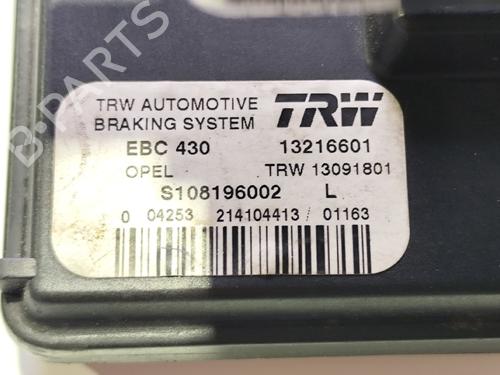 TRW AUTOMOTIVE TRW
BRAKING SYSTEM
EBC 430 13216601
OPEL TRW 13091801
S108196002 L
0 04253 214104413 / 01163
B-PARTS